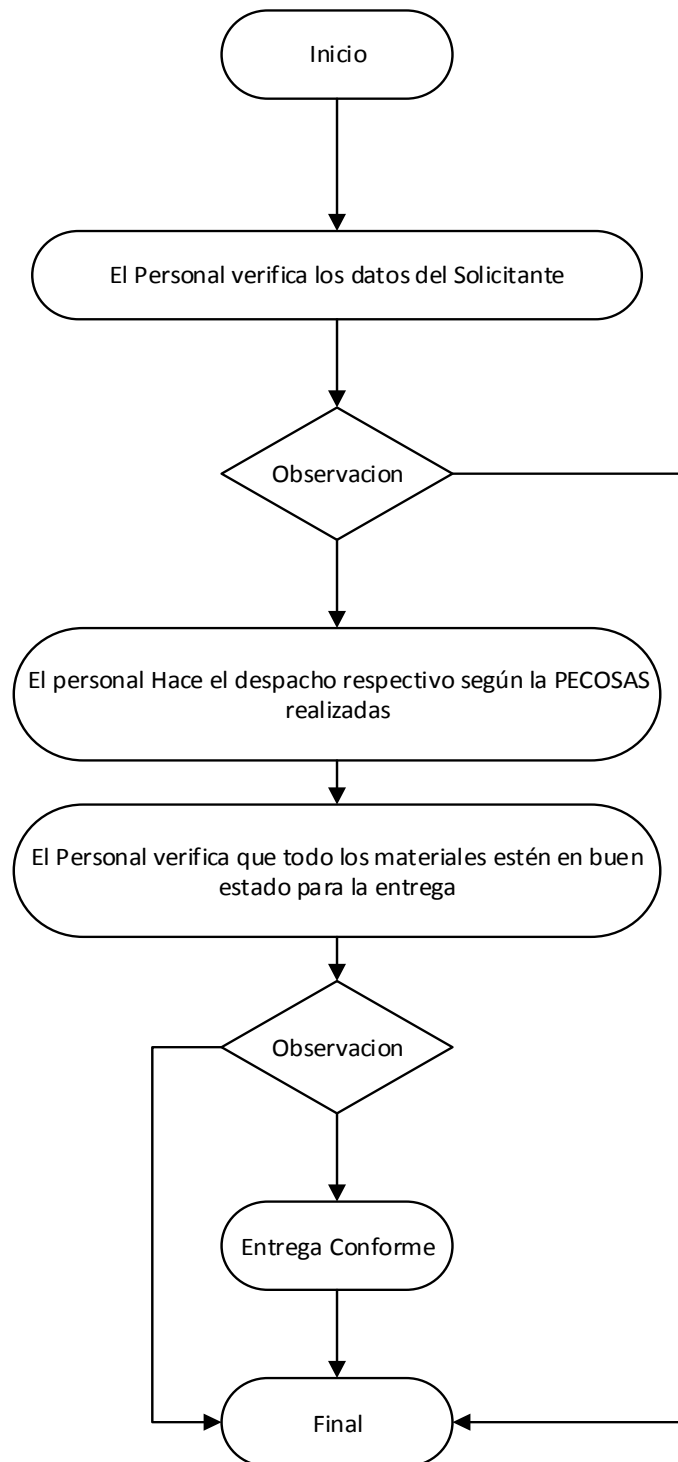 Inicio
El Personal verifica los datos del Solicitante
Observacion
El personal Hace el despacho respectivo según la PECOSAS
realizadas
El Personal verifica que todo los materiales estén en buen
estado para la entrega
Observacion
Entrega Conforme
Final